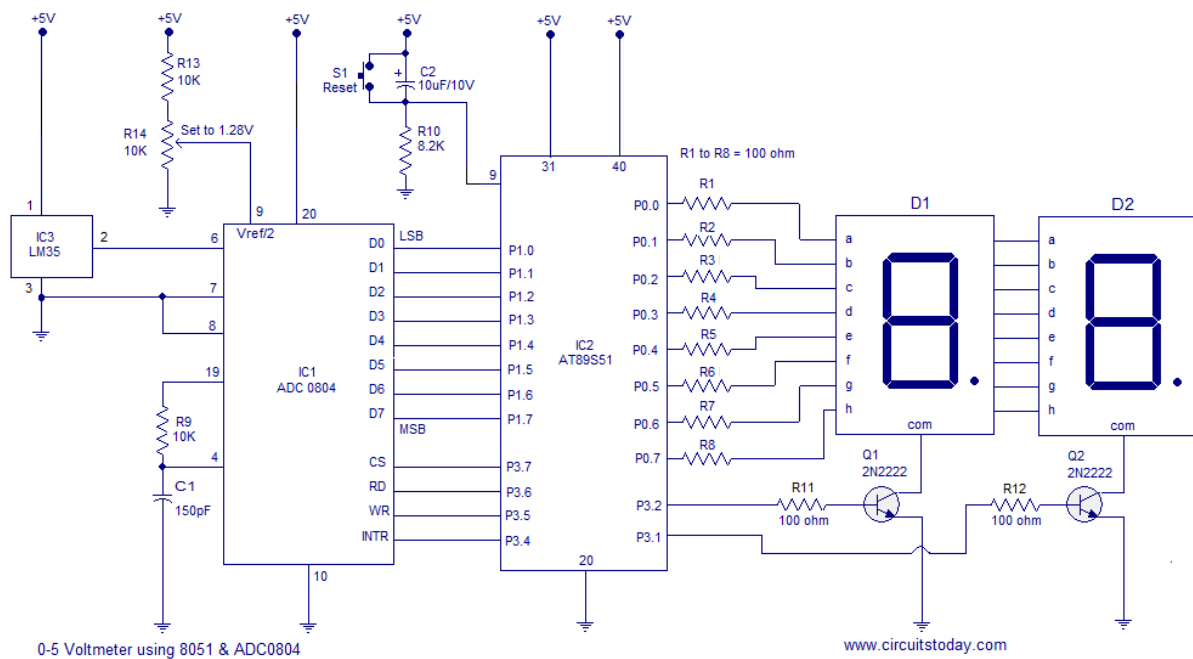 +5V
+5V
+5V
+5V
+5V
+5V
R13
10K
R14
10K
Set to 1.28V
S1
Reset
+
C2
10uF/10V
R10
8.2K
31
40
9
R1 to R8 = 100 ohm
1
IC3
LM35
2
3
9
20
Vref/2
6
7
8
19
4
R9
10K
C1
150pF
IC1
ADC 0804
10
D0
D1
D2
D3
D4
D5
D6
D7
CS
RD
WR
INTR
LSB
MSB
P1.0
P1.1
P1.2
P1.3
P1.4
P1.5
P1.6
P1.7
P3.7
P3.6
P3.5
P3.4
IC2
AT89S51
20
P0.0
P0.1
P0.2
P0.3
P0.4
P0.5
P0.6
P0.7
P3.2
P3.1
R1
R2
R3
R4
R5
R6
R7
R8
D1
a
b
c
d
e
f
g
h
com
D2
a
b
c
d
e
f
g
h
com
Q1
2N2222
R11
100 ohm
Q2
2N2222
R12
100 ohm
0-5 Voltmeter using 8051 & ADC0804
www.circuitstoday.com